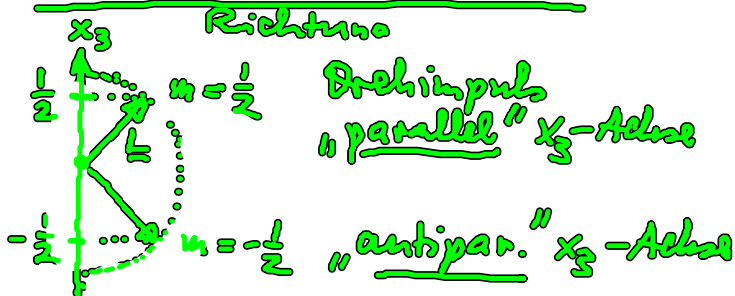 Richtung
x₃
1/2 m = 1/2 Drehimpuls
L „parallel" x₃-Achse
-1/2 m = -1/2 „antipar." x₃-Achse